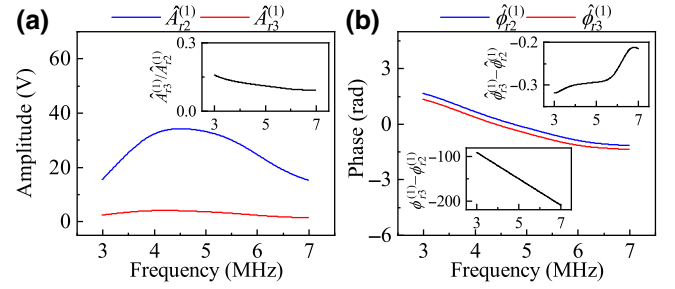 (a)
Â_{r2}^{(1)} Â_{r3}^{(1)}
Amplitude (V)
60
40
20
0
3 4 5 6 7
Frequency (MHz)
Â_{r3}^{(1)}/Â_{r2}^{(1)}
0.3
0.0
3 5 7
(b)
ϕ̂_{r2}^{(1)} ϕ̂_{r3}^{(1)}
Phase (rad)
3
0
−3
−6
3 4 5 6 7
Frequency (MHz)
ϕ̂_{r3}^{(1)}−ϕ̂_{r2}^{(1)}
−0.2
−0.3
3 5 7
ϕ_{r3}^{(1)}−ϕ_{r2}^{(1)}
−100
−200
3 5 7